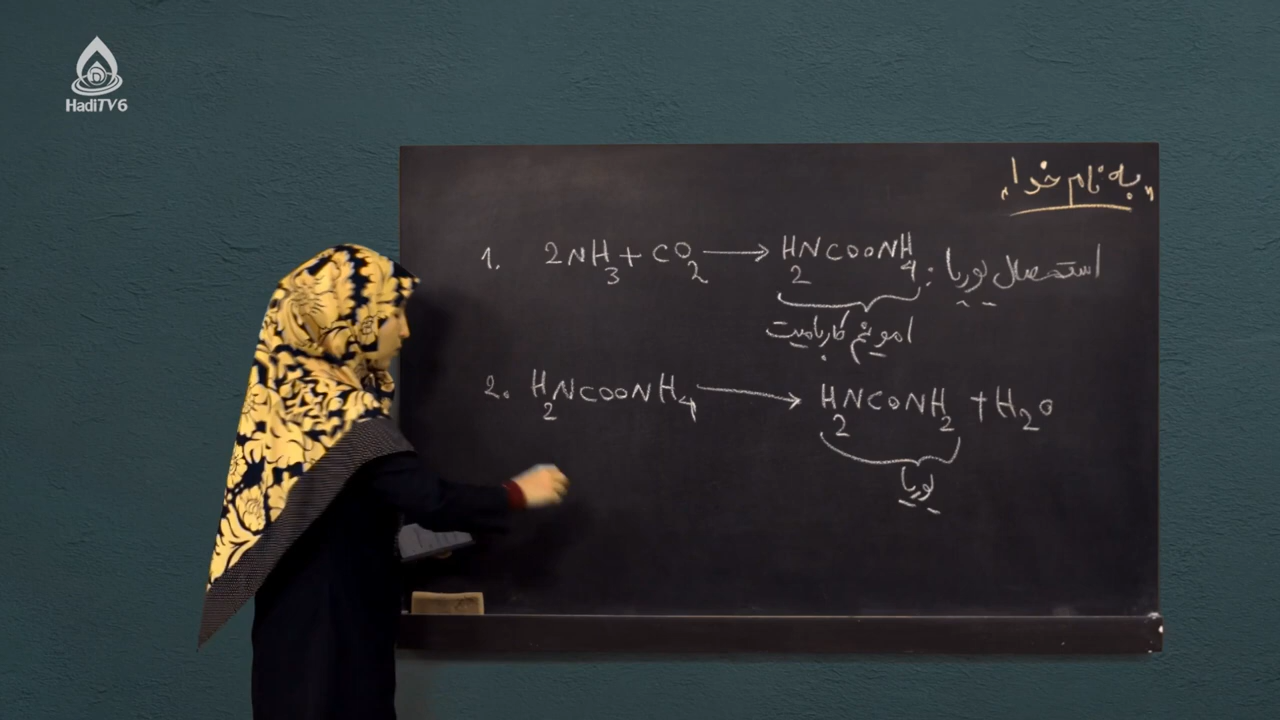 HadiTV6
"به نام خدا"
استحصال یوریا:
1. 2NH₃ + CO₂ → H₂NCOONH₄
امونیم کاربامیت
2. H₂NCOONH₄ → H₂NCONH₂ + H₂O
یوریا